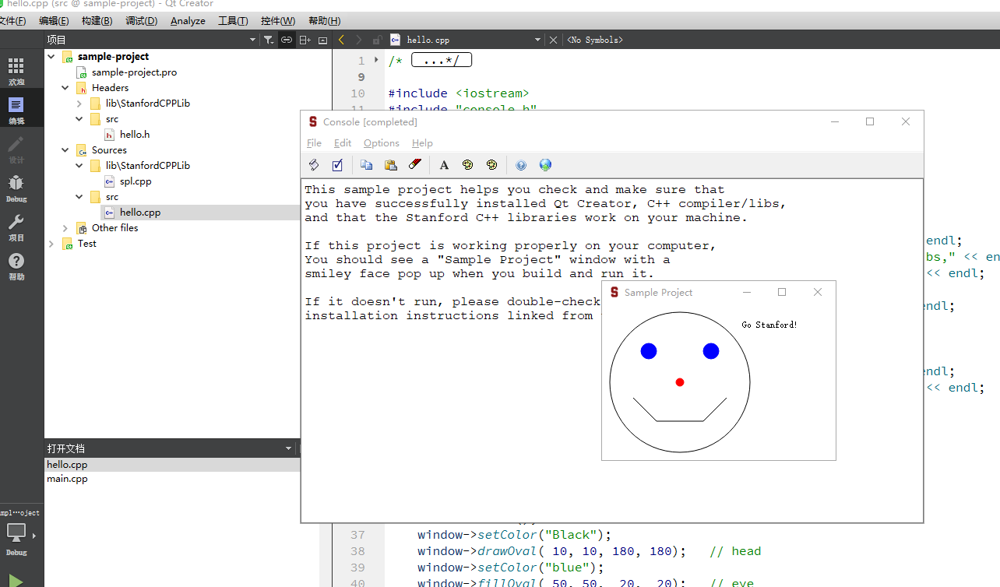 hello.cpp (src @ sample-project) - Qt Creator
文件(F) 编辑(E) 构建(B) 调试(D) Analyze 工具(T) 控件(W) 帮助(H)
项目 hello.cpp <No Symbols>
欢迎
编辑
设计
Debug
项目
帮助
sample-project
sample-project.pro
Headers
lib\StanfordCPPLib
src
hello.h
Sources
lib\StanfordCPPLib
spl.cpp
src
hello.cpp
Other files
Test
打开文档
hello.cpp
main.cpp
mpl···oject
Debug
1 /* ...*/
9
10 #include <iostream>
11 #include "console.h"
endl;
bs," << en
<< endl;
endl;
endl;
<< endl;
37 window->setColor("Black");
38 window->drawOval( 10, 10, 180, 180); // head
39 window->setColor("blue");
40 window->fillOval( 50, 50, 20, 20); // eye
Console [completed]
File Edit Options Help
This sample project helps you check and make sure that
you have successfully installed Qt Creator, C++ compiler/libs,
and that the Stanford C++ libraries work on your machine.
If this project is working properly on your computer,
You should see a "Sample Project" window with a
smiley face pop up when you build and run it.
If it doesn't run, please double-check
installation instructions linked from
Sample Project
Go Stanford!